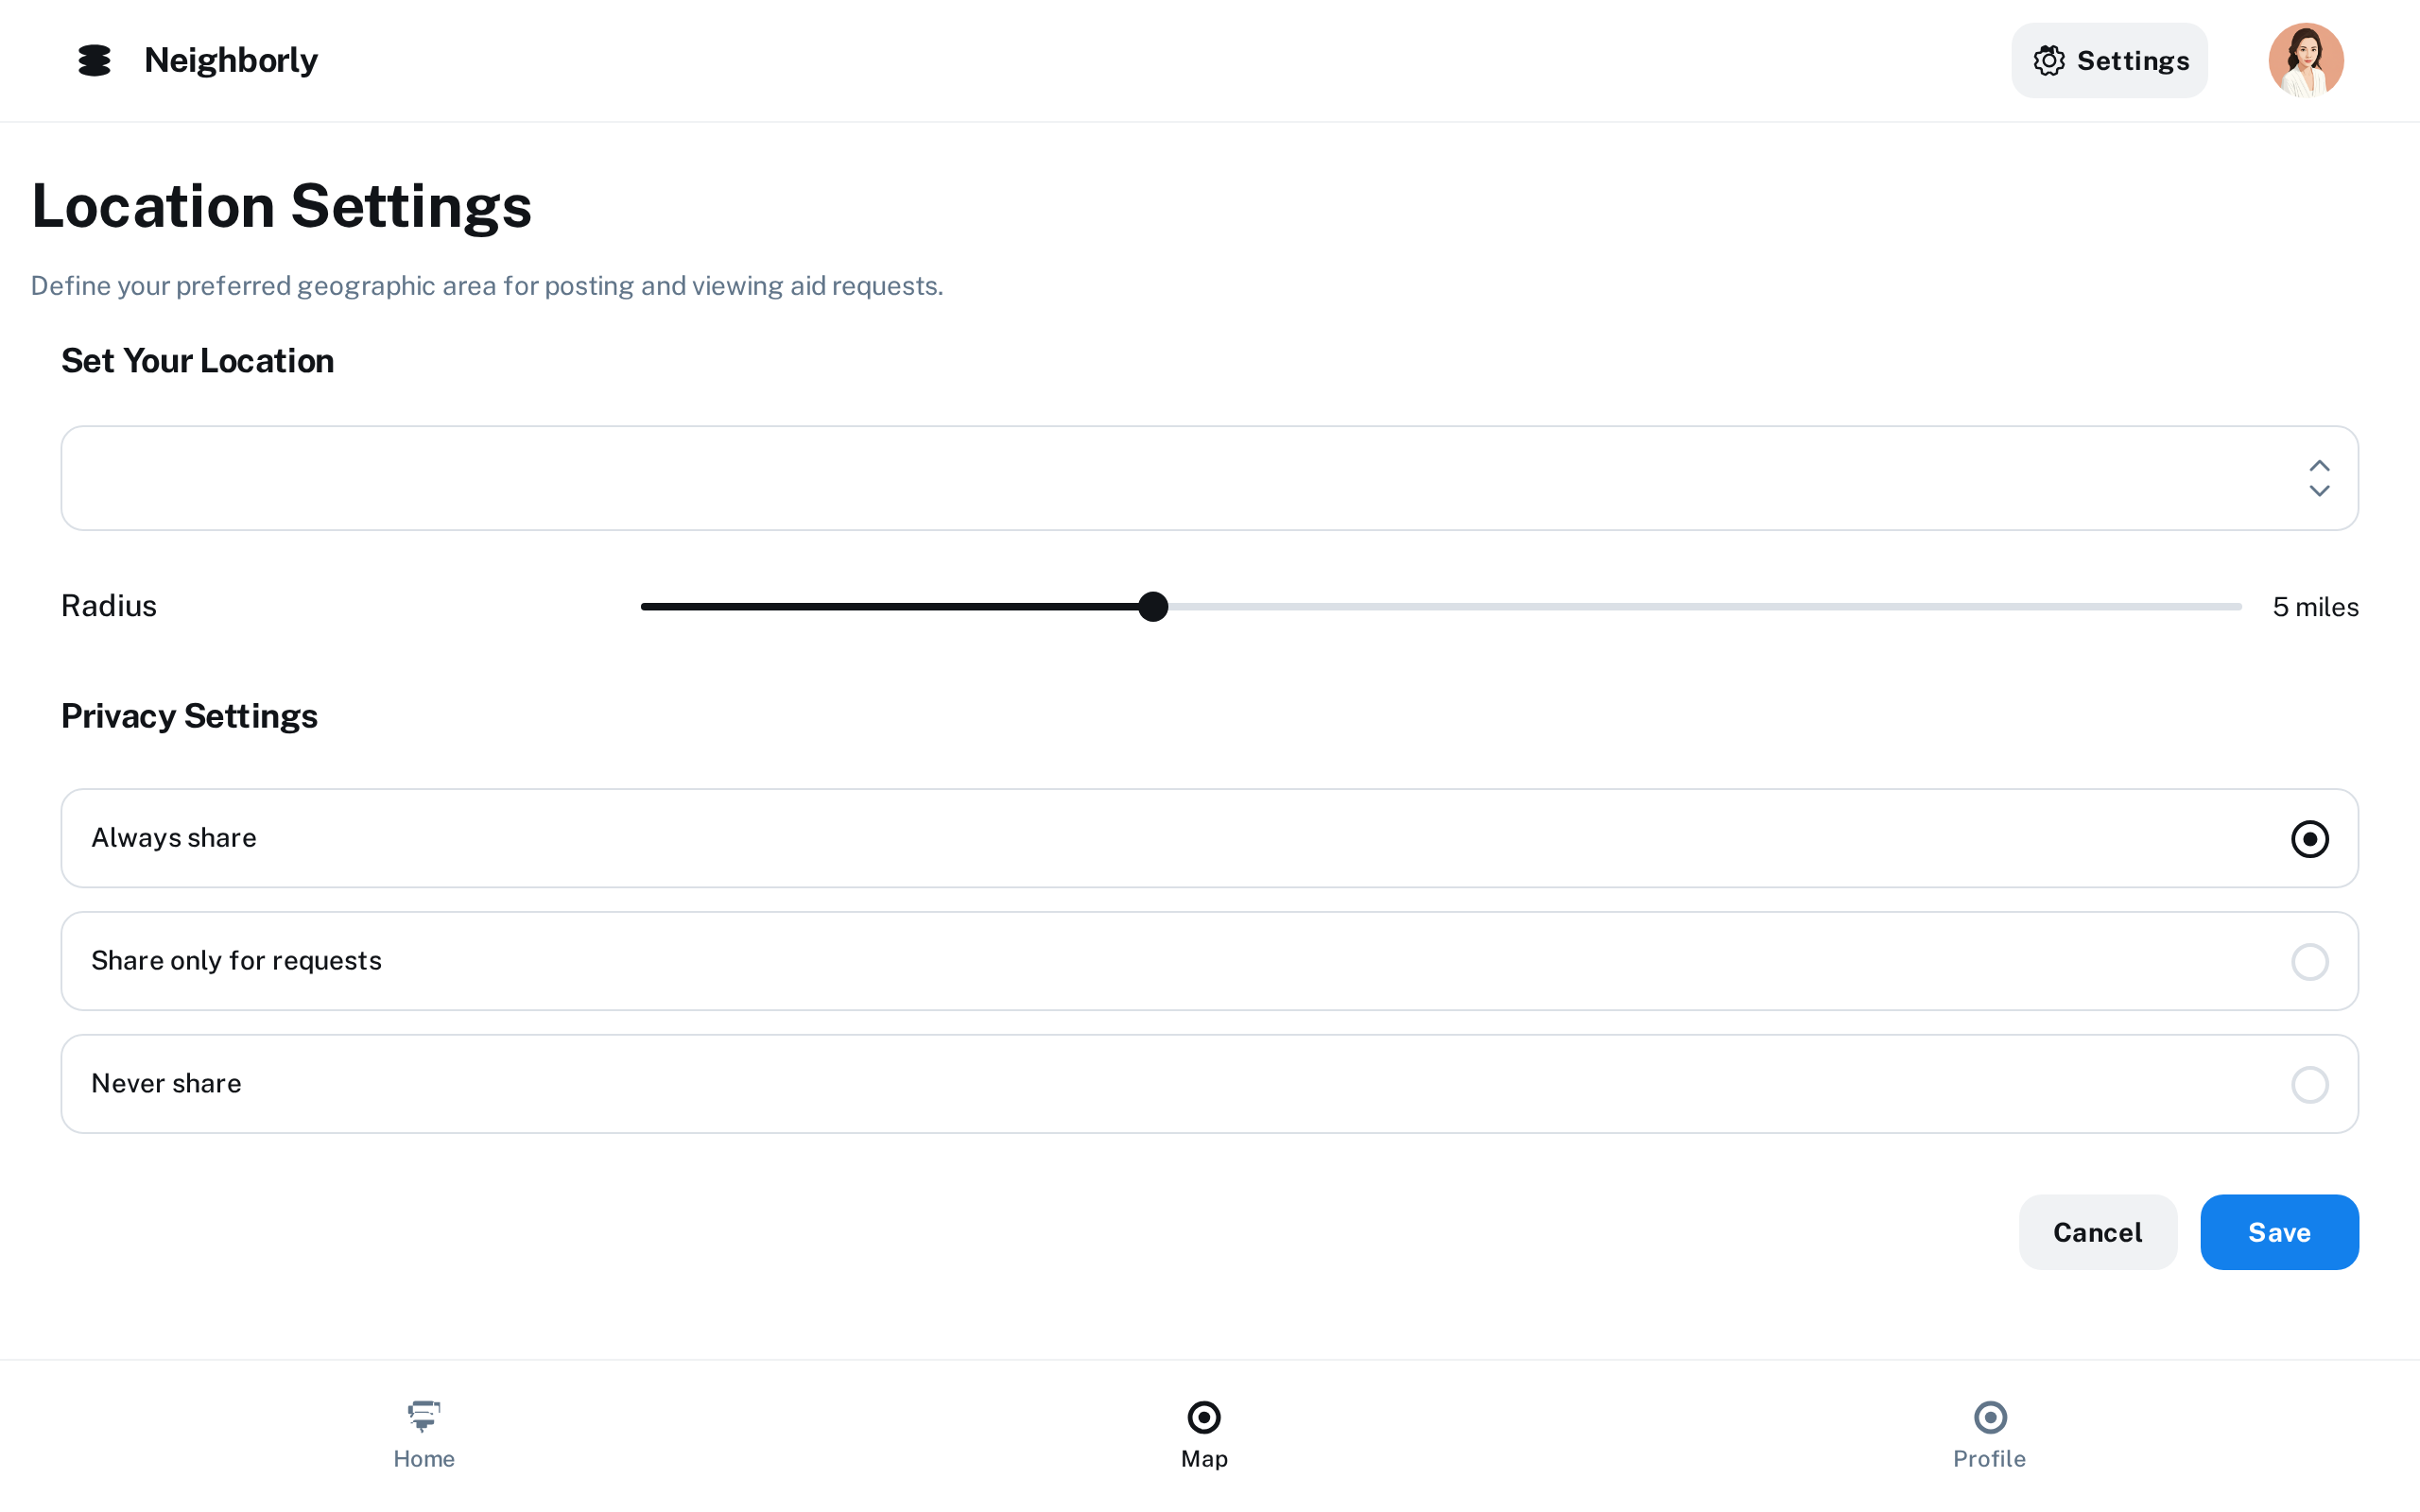 Neighborly
Settings
Location Settings
Define your preferred geographic area for posting and viewing aid requests.
Set Your Location
Radius
5 miles
Privacy Settings
Always share
Share only for requests
Never share
Cancel
Save
Home
Map
Profile